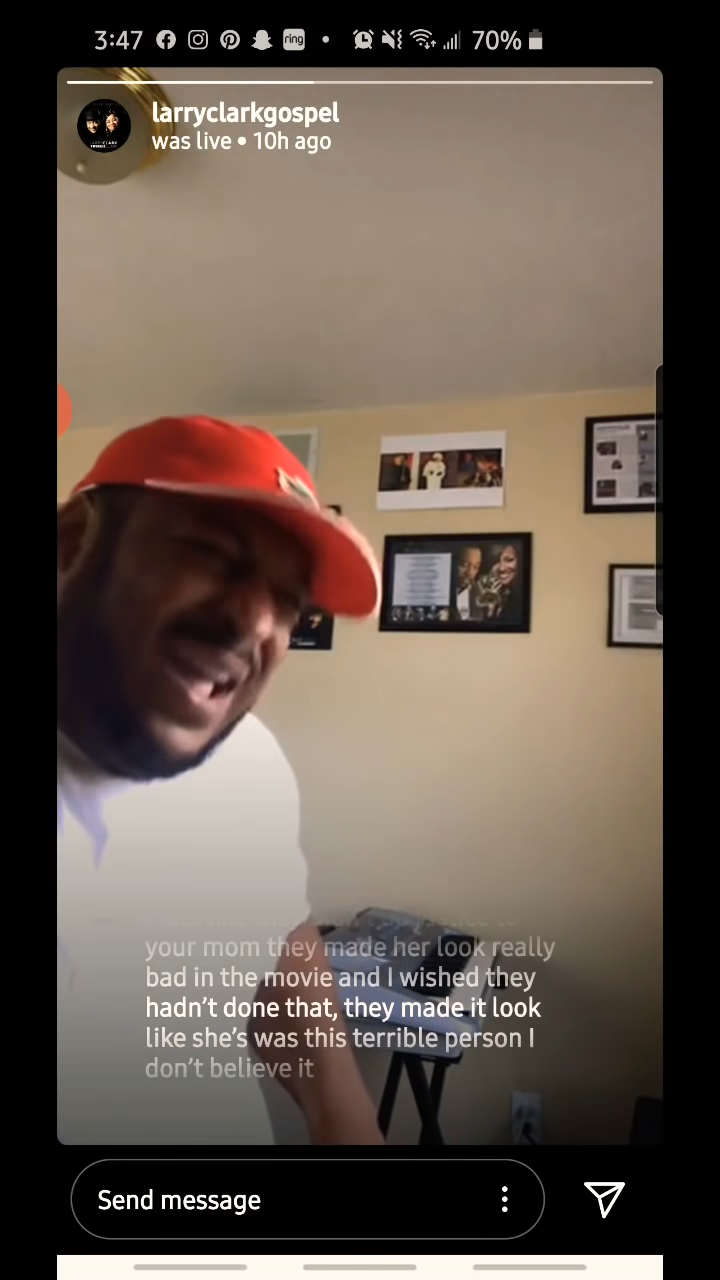 3:47
ring
70%
larryclarkgospel
was live • 10h ago
your mom they made her look really
bad in the movie and I wished they
hadn't done that, they made it look
like she's was this terrible person I
don't believe it
Send message